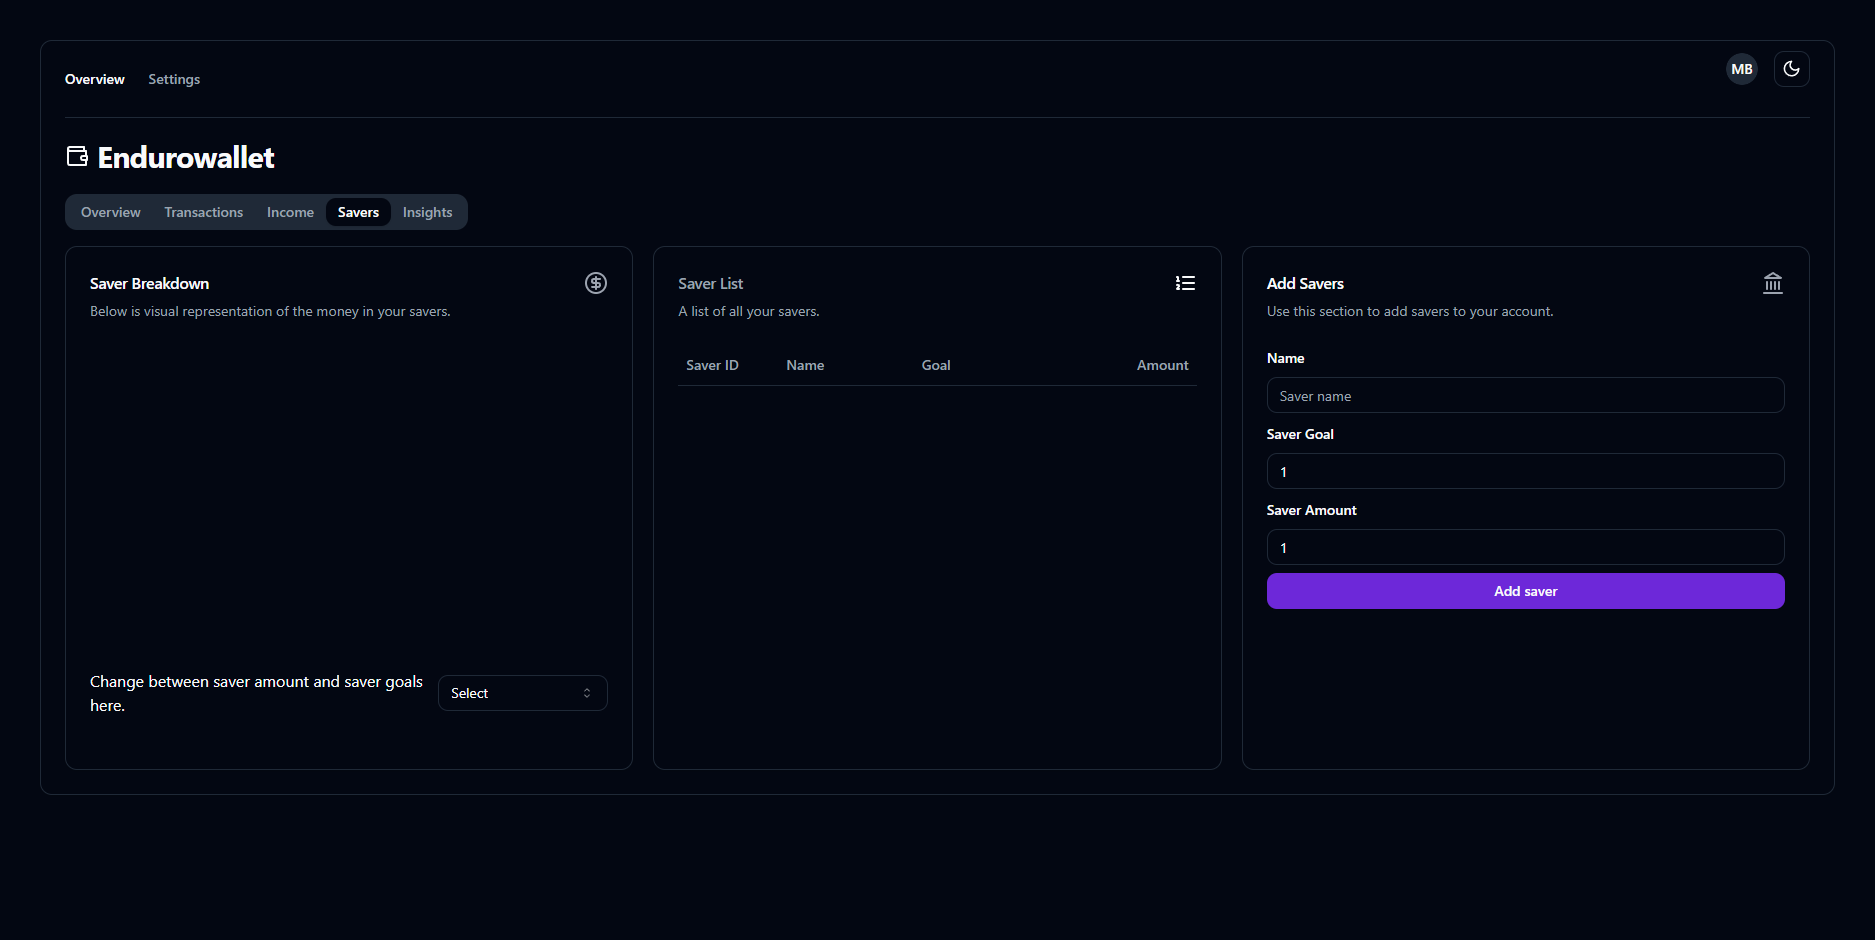 Overview Settings MB
Endurowallet
Overview Transactions Income Savers Insights
Saver Breakdown
Below is visual representation of the money in your savers.
Change between saver amount and saver goals
here.
Select
Saver List
A list of all your savers.
Saver ID Name Goal Amount
Add Savers
Use this section to add savers to your account.
Name
Saver name
Saver Goal
1
Saver Amount
1
Add saver